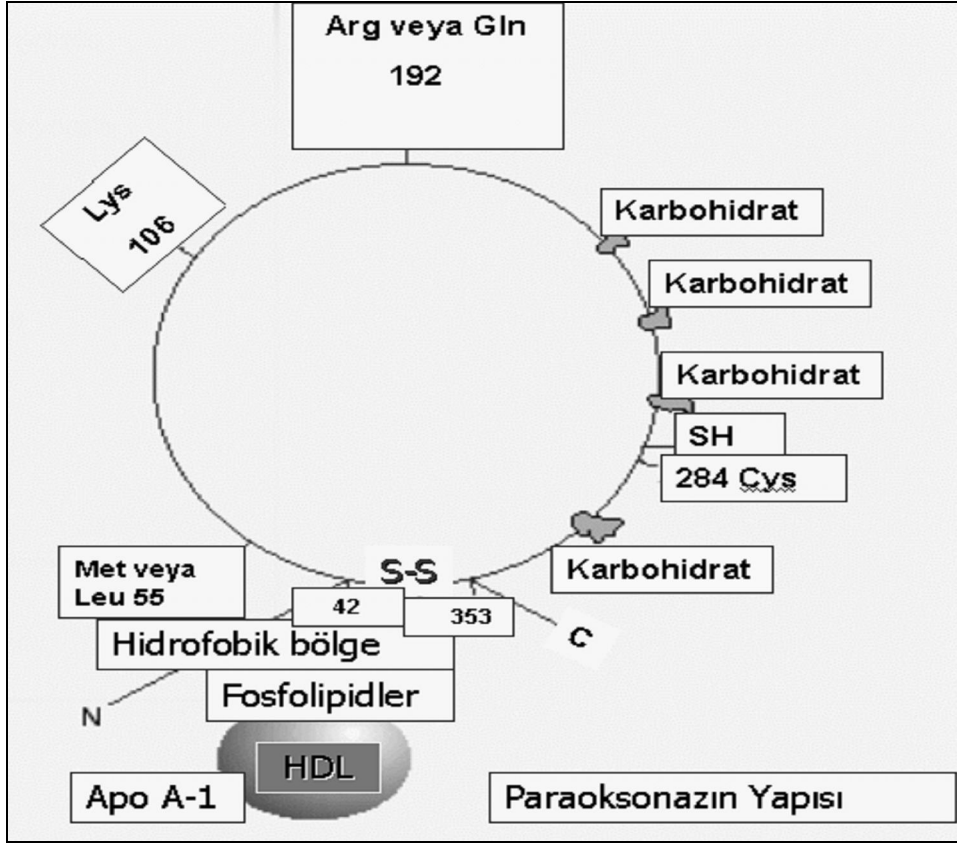 Arg veya Gln
192
Lys
106
Karbohidrat
Karbohidrat
Karbohidrat
SH
284 Cys
Karbohidrat
S-S
Met veya
Leu 55
42
353
C
Hidrofobik bölge
Fosfolipidler
N
HDL
Apo A-1
Paraoksonazın Yapısı